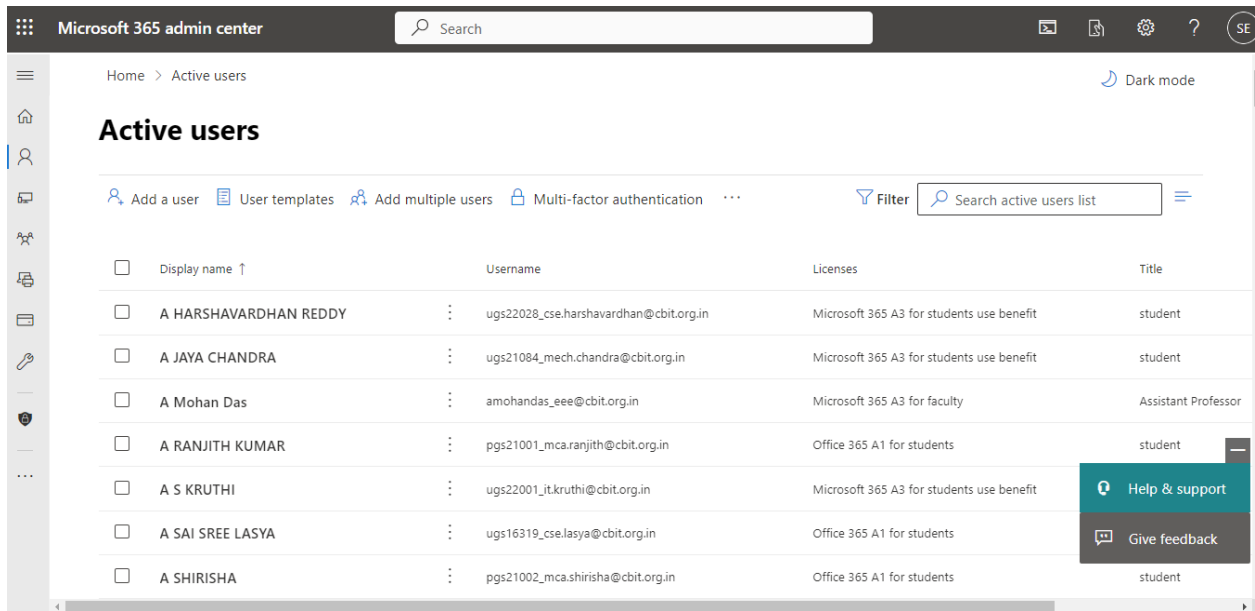 Microsoft 365 admin center Search SE
Home > Active users Dark mode
Active users
Add a user User templates Add multiple users Multi-factor authentication ... Filter Search active users list
Display name ↑ Username Licenses Title
A HARSHAVARDHAN REDDY ugs22028_cse.harshavardhan@cbit.org.in Microsoft 365 A3 for students use benefit student
A JAYA CHANDRA ugs21084_mech.chandra@cbit.org.in Microsoft 365 A3 for students use benefit student
A Mohan Das amohandas_eee@cbit.org.in Microsoft 365 A3 for faculty Assistant Professor
A RANJITH KUMAR pgs21001_mca.ranjith@cbit.org.in Office 365 A1 for students student
A S KRUTHI ugs22001_it.kruthi@cbit.org.in Microsoft 365 A3 for students use benefit
Help & support
A SAI SREE LASYA ugs16319_cse.lasya@cbit.org.in Office 365 A1 for students
Give feedback
A SHIRISHA pgs21002_mca.shirisha@cbit.org.in Office 365 A1 for students student